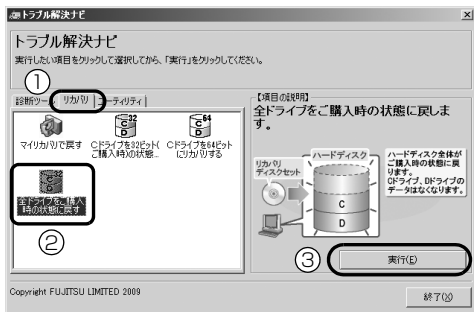 トラブル解決ナビ
トラブル解決ナビ
実行したい項目をクリックして選択してから、「実行」をクリックしてください。
①
診断ツール
リカバリ
ユーティリティ
32
C
D
64
C
D
マイリカバリで戻す
Cドライブを32ビット(
ご購入時)の状態...
Cドライブを64ビット
にリカバリする
32
C
D
全ドライブをご購入
時の状態に戻す
②
【項目の説明】
全ドライブをご購入時の状態に戻しま
す。
リカバリ
ディスクセット
ハードディスク
C
D
ハードディスク全体が
ご購入時の状態に戻
ります。
Cドライブ、Dドライブの
データはなくなります。
③
実行(E)
Copyright FUJITSU LIMITED 2009
終了(X)